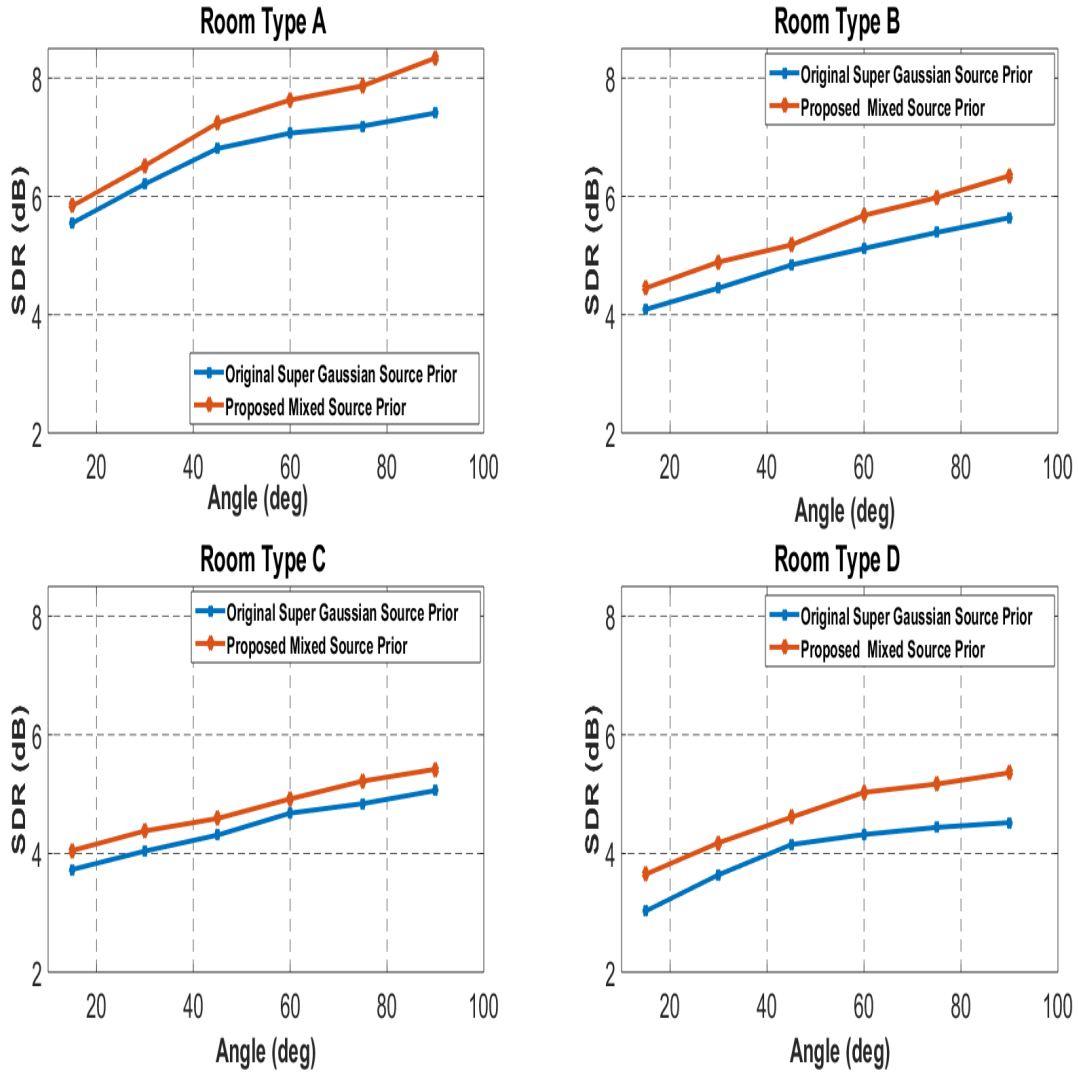 Room Type A
8
6
4
2
SDR (dB)
Original Super Gaussian Source Prior
Proposed Mixed Source Prior
20 40 60 80 100
Angle (deg)
Room Type B
8
6
4
2
SDR (dB)
Original Super Gaussian Source Prior
Proposed Mixed Source Prior
20 40 60 80 100
Angle (deg)
Room Type C
8
6
4
2
SDR (dB)
Original Super Gaussian Source Prior
Proposed Mixed Source Prior
20 40 60 80 100
Angle (deg)
Room Type D
8
6
4
2
SDR (dB)
Original Super Gaussian Source Prior
Proposed Mixed Source Prior
20 40 60 80 100
Angle (deg)